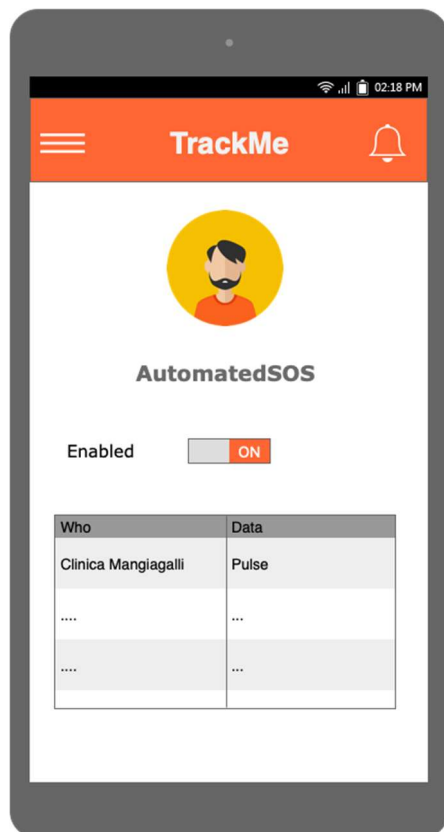 02:18 PM
TrackMe
AutomatedSOS
Enabled ON
Who Data
Clinica Mangiagalli Pulse
.... ...
.... ...